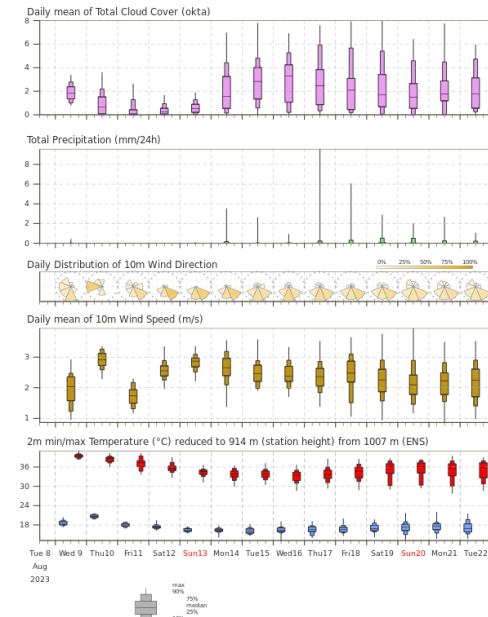 Daily mean of Total Cloud Cover (okta)
8
6
4
2
0
Total Precipitation (mm/24h)
8
6
4
2
0
Daily Distribution of 10m Wind Direction
0% 25% 50% 75% 100%
Daily mean of 10m Wind Speed (m/s)
3
2
1
2m min/max Temperature (°C) reduced to 914 m (station height) from 1007 m (ENS)
36
30
24
18
Tue 8 Wed 9 Thu10 Fri11 Sat12 Sun13 Mon14 Tue15 Wed16 Thu17 Fri18 Sat19 Sun20 Mon21 Tue22
Aug
2023
max
90%
75%
median
25%